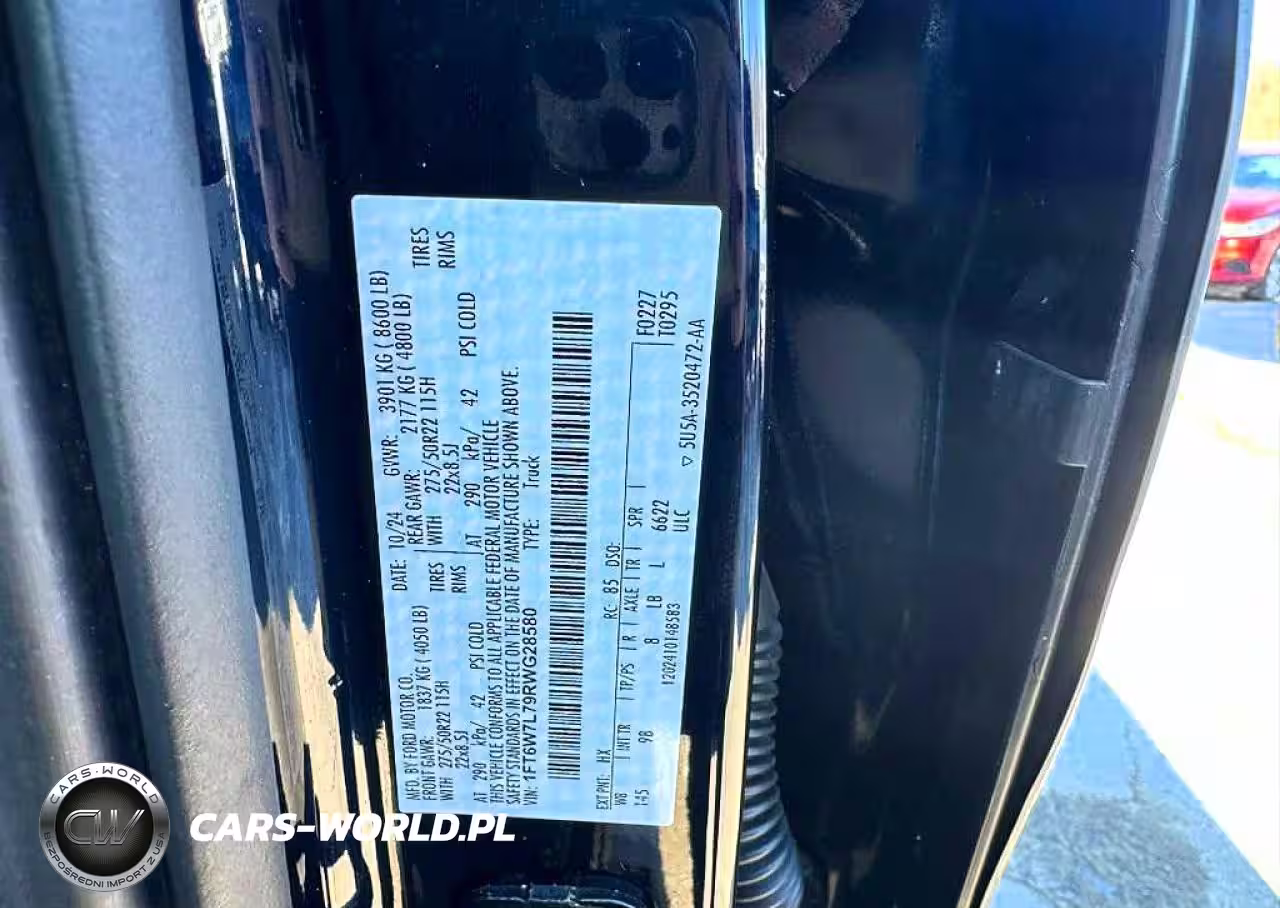 MFD. BY FORD MOTOR CO.
DATE: 10/24 GVWR: 3901 KG ( 8600 LB)
FRONT GAWR: 1837 KG ( 4050 LB) REAR GAWR: 2177 KG ( 4800 LB)
WITH 275/50R22 115H TIRES WITH 275/50R22 115H TIRES
22x8.5J RIMS 22x8.5J RIMS
AT 290 kPa/ 42 PSI COLD AT 290 kPa/ 42 PSI COLD
THIS VEHICLE CONFORMS TO ALL APPLICABLE FEDERAL MOTOR VEHICLE
SAFETY STANDARDS IN EFFECT ON THE DATE OF MANUFACTURE SHOWN ABOVE.
VIN: 1FT6W7L79RWG28580 TYPE: Truck
EXT PNT: HX RC: 85 DSO:
WB INT TR TP/PS R AXLE TR SPR F0227
145 98 8 LB L 6622 T0295
ULC
1202410148583
▽ 5U5A-3520472-AA
CARS-WORLD
CW
BEZPOŚREDNI IMPORT Z USA
CARS-WORLD.PL